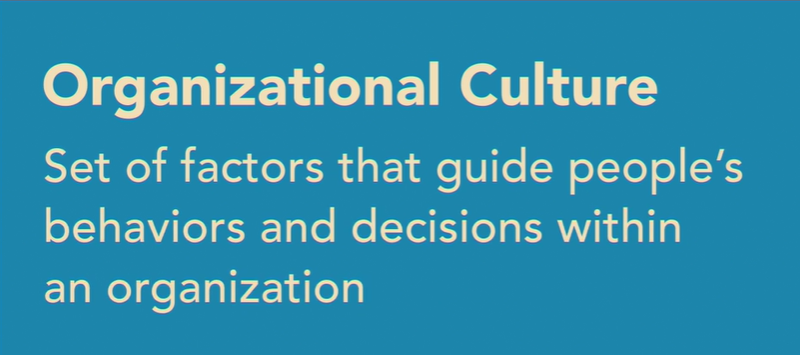 Organizational Culture
Set of factors that guide people’s
behaviors and decisions within
an organization